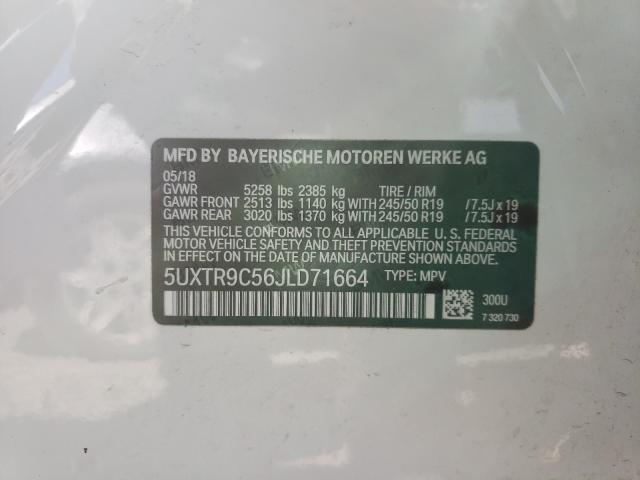 MFD BY BAYERISCHE MOTOREN WERKE AG
05/18
GVWR 5258 lbs 2385 kg TIRE / RIM
GAWR FRONT 2513 lbs 1140 kg WITH 245/50 R19 /7.5J x 19
GAWR REAR 3020 lbs 1370 kg WITH 245/50 R19 /7.5J x 19
THIS VEHICLE CONFORMS TO ALL APPLICABLE U. S. FEDERAL
MOTOR VEHICLE SAFETY AND THEFT PREVENTION STANDARDS
IN EFFECT ON THE DATE OF MANUFACTURE SHOWN ABOVE.
5UXTR9C56JLD71664 TYPE: MPV
300U
7 320 730